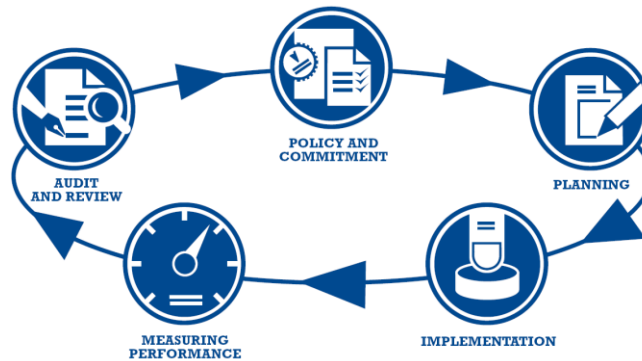 POLICY AND
COMMITMENT
PLANNING
IMPLEMENTATION
MEASURING
PERFORMANCE
AUDIT
AND REVIEW